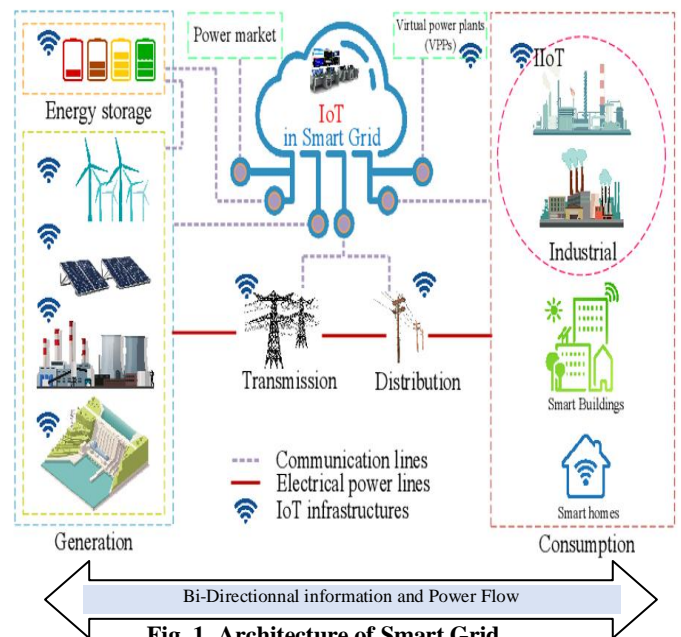 Power market
Virtual power plants
(VPPs)
IIoT
IoT
in Smart Grid
Energy storage
Industrial
Transmission
Distribution
Smart Buildings
Communication lines
Electrical power lines
IoT infrastructures
Smart homes
Generation
Consumption
Bi-Directionnal information and Power Flow
Fig. 1. Architecture of Smart Grid